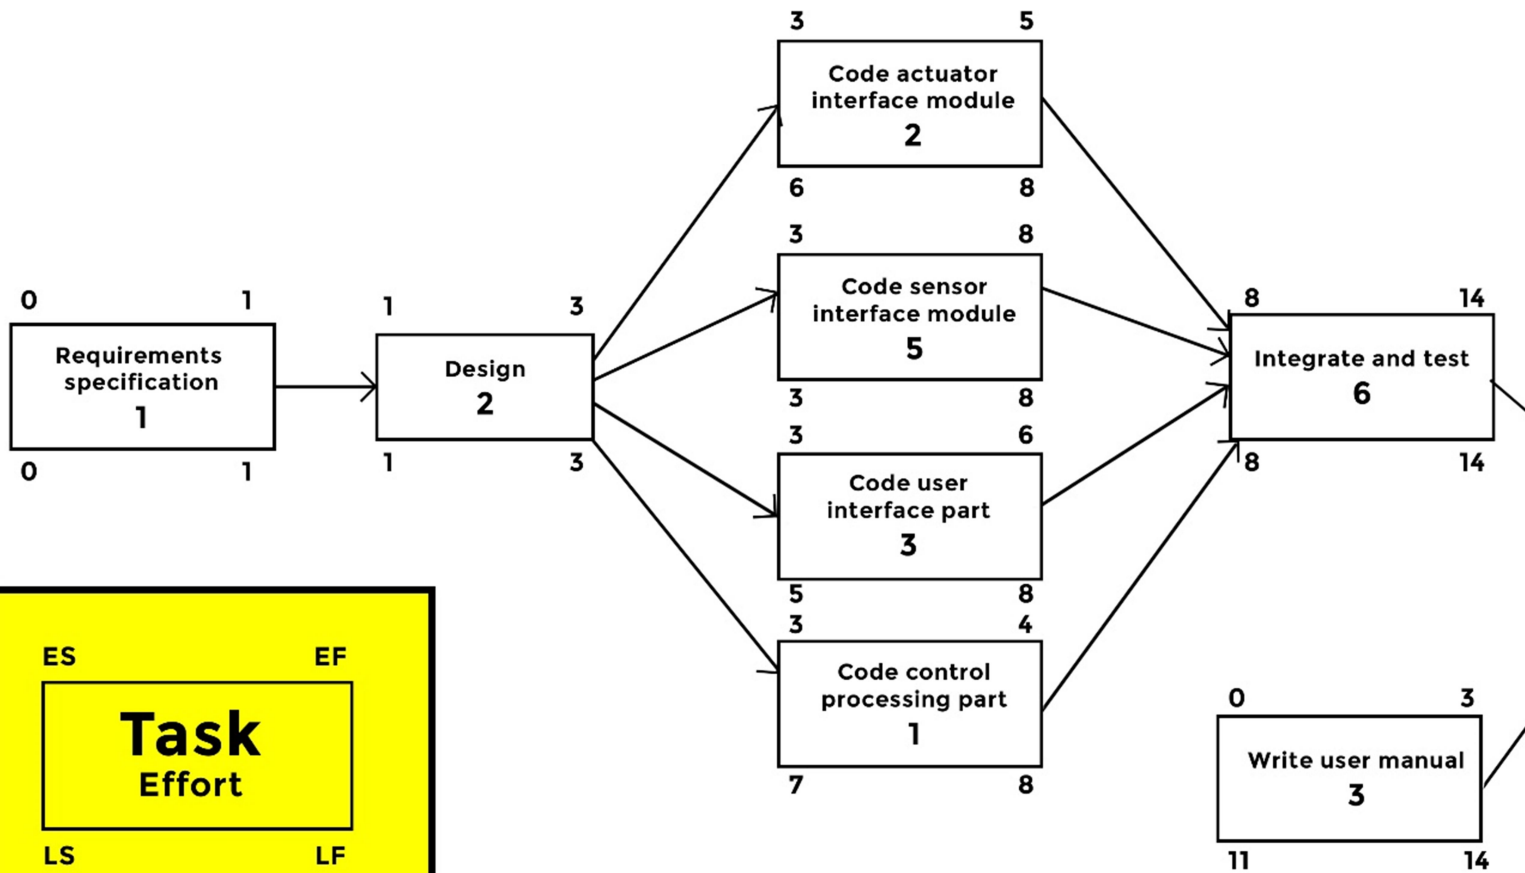 3 5
Code actuator
interface module
2
6 8
3 8
Code sensor
interface module
5
3 8
0 1
Requirements
specification
1
0 1
1 3
Design
2
1 3
8 14
Integrate and test
6
8 14
3 6
Code user
interface part
3
5 8
3 4
Code control
processing part
1
7 8
ES EF
Task
Effort
LS LF
0 3
Write user manual
3
11 14